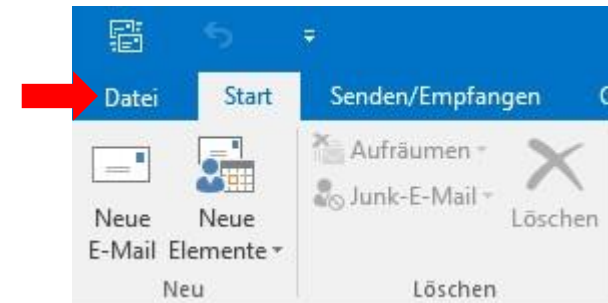 Datei Start Senden/Empfangen
Aufräumen
Junk-E-Mail
Neue Neue Löschen
E-Mail Elemente
Neu Löschen